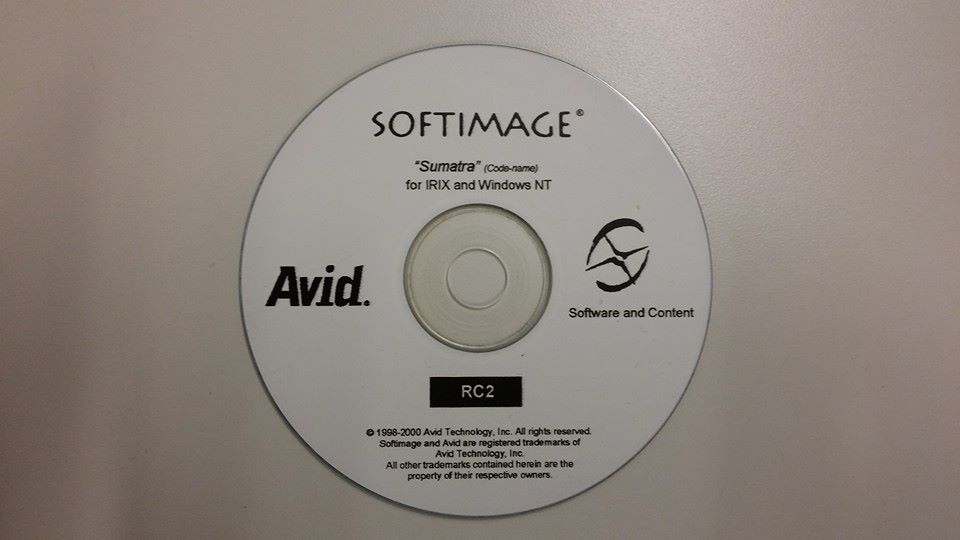 SOFTIMAGE®
"Sumatra" (Code-name)
for IRIX and Windows NT
Avid.
Software and Content
RC2
© 1998-2000 Avid Technology, Inc. All rights reserved.
Softimage and Avid are registered trademarks of
Avid Technology, Inc.
All other trademarks contained herein are the
property of their respective owners.